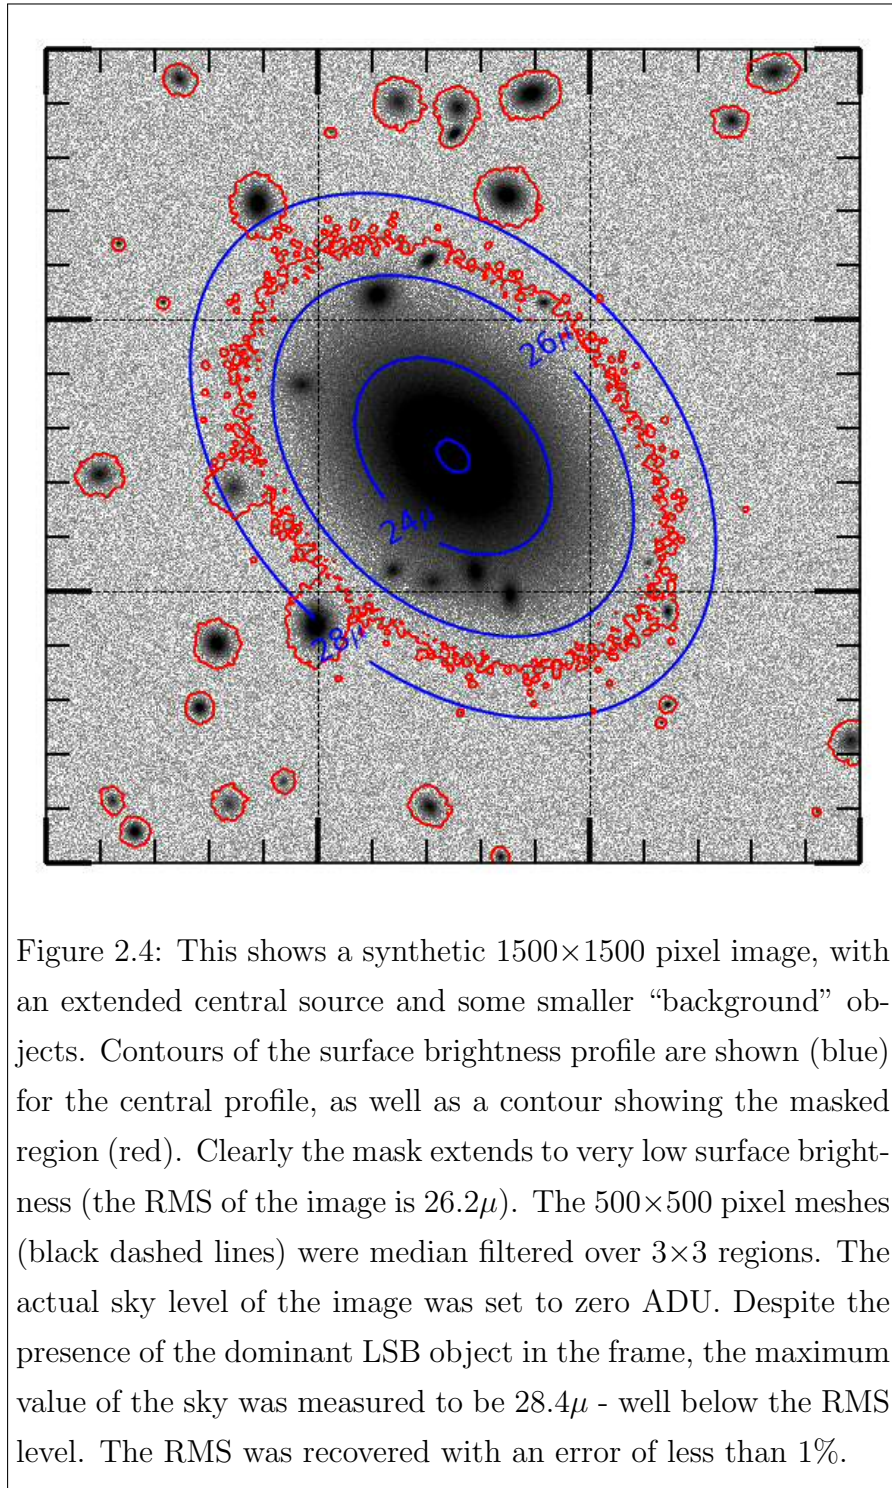 26μ
24μ
28μ
Figure 2.4: This shows a synthetic 1500×1500 pixel image, with
an extended central source and some smaller “background” ob-
jects. Contours of the surface brightness profile are shown (blue)
for the central profile, as well as a contour showing the masked
region (red). Clearly the mask extends to very low surface bright-
ness (the RMS of the image is 26.2μ). The 500×500 pixel meshes
(black dashed lines) were median filtered over 3×3 regions. The
actual sky level of the image was set to zero ADU. Despite the
presence of the dominant LSB object in the frame, the maximum
value of the sky was measured to be 28.4μ - well below the RMS
level. The RMS was recovered with an error of less than 1%.